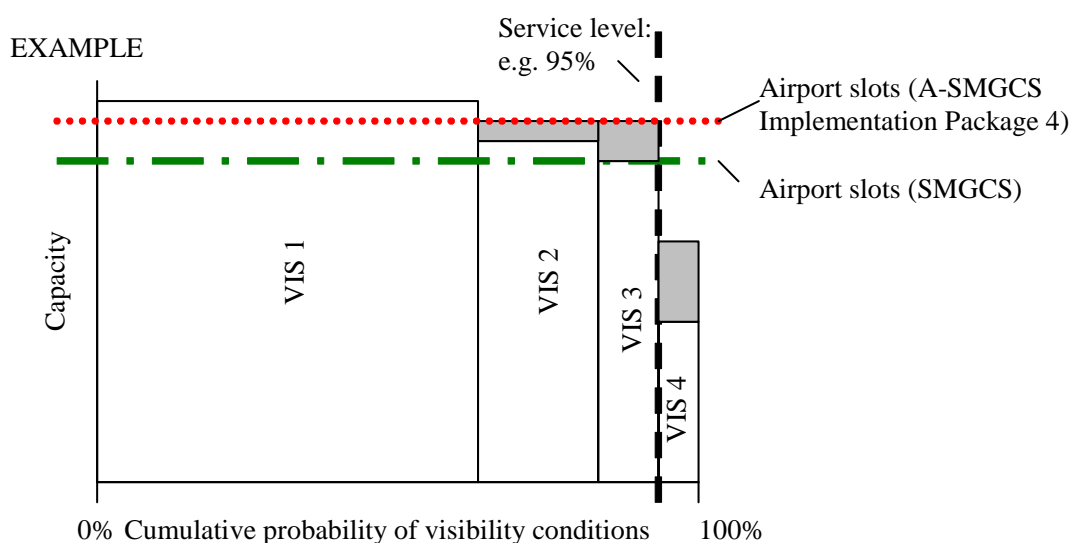 EXAMPLE
Service level:
e.g. 95%
Airport slots (A-SMGCS
Implementation Package 4)
Airport slots (SMGCS)
Capacity
VIS 1
VIS 2
VIS 3
VIS 4
0% Cumulative probability of visibility conditions 100%